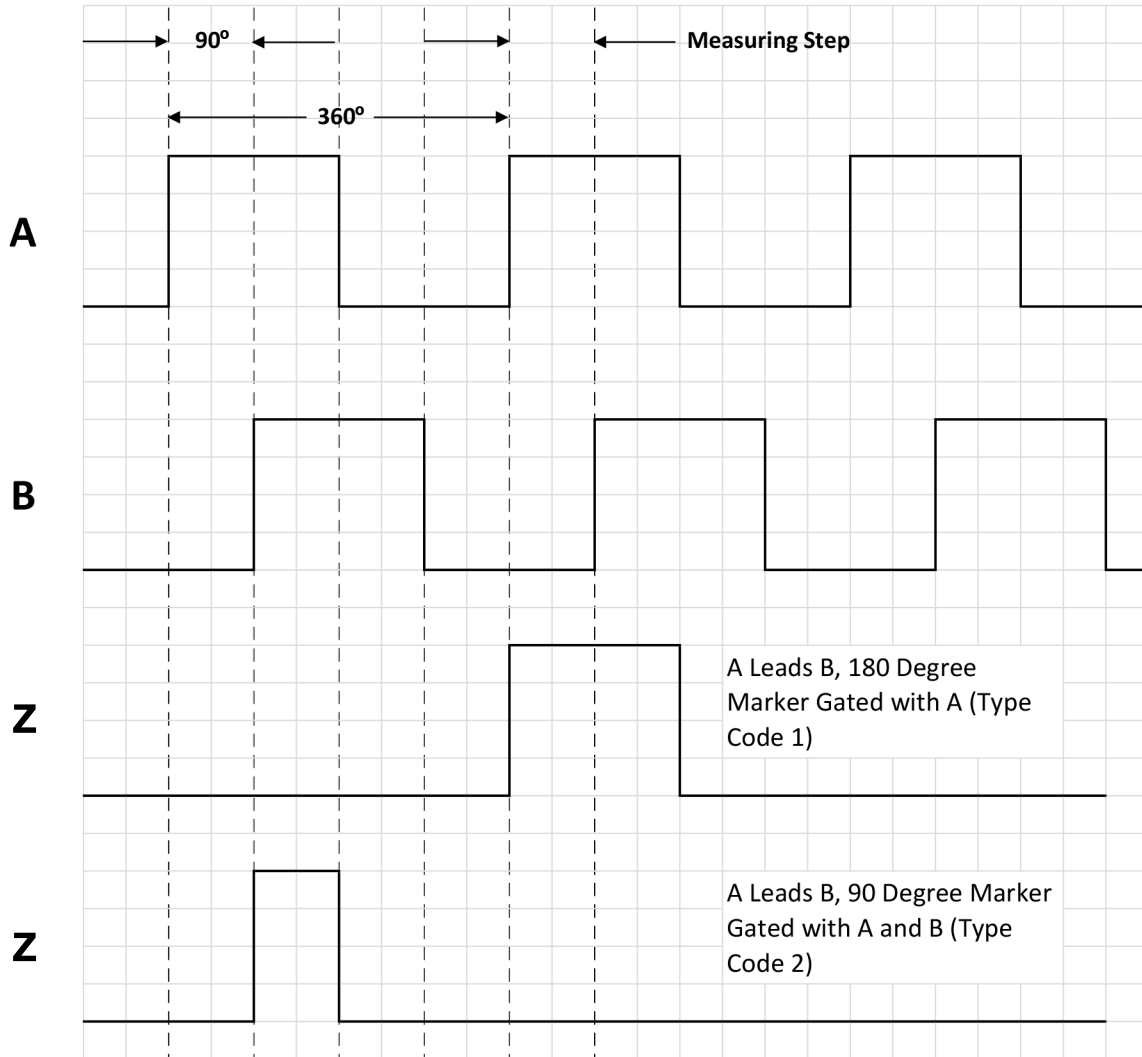 90º
Measuring Step
360º
A
B
Z
A Leads B, 180 Degree
Marker Gated with A (Type
Code 1)
Z
A Leads B, 90 Degree Marker
Gated with A and B (Type
Code 2)